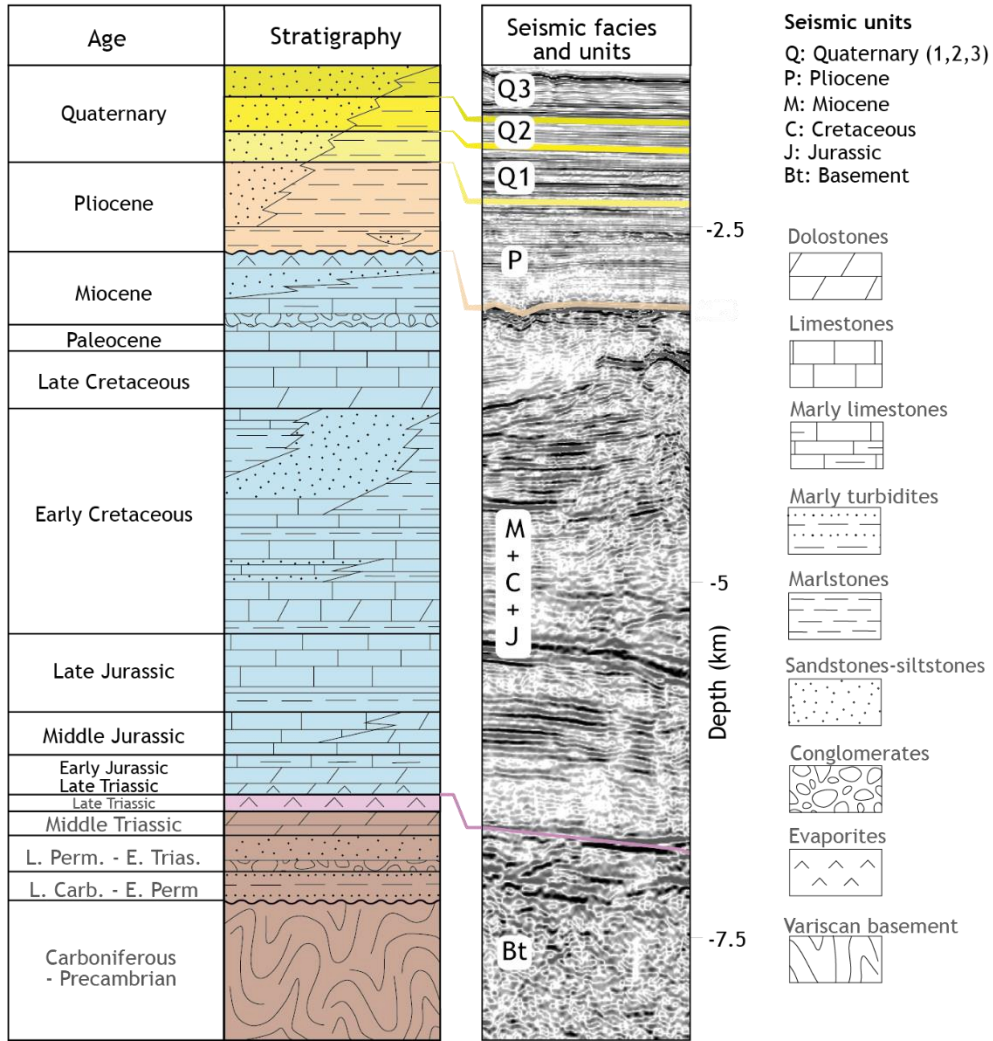 Age
Stratigraphy
Seismic facies
and units
Quaternary
Pliocene
Miocene
Paleocene
Late Cretaceous
Early Cretaceous
Late Jurassic
Middle Jurassic
Early Jurassic
Late Triassic
Late Triassic
Middle Triassic
L. Perm. - E. Trias.
L. Carb. - E. Perm
Carboniferous
- Precambrian
Q3
Q2
Q1
P
M
+
C
+
J
Bt
-2.5
-5
-7.5
Depth (km)
Seismic units
Q: Quaternary (1,2,3)
P: Pliocene
M: Miocene
C: Cretaceous
J: Jurassic
Bt: Basement
Dolostones
Limestones
Marly limestones
Marly turbidites
Marlstones
Sandstones-siltstones
Conglomerates
Evaporites
Variscan basement